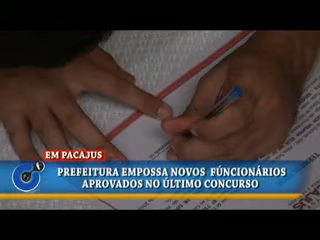 EM PACAJUS
PREFEITURA EMPOSSA NOVOS FÚNCIONÁRIOS
APROVADOS NO ÚLTIMO CONCURSO